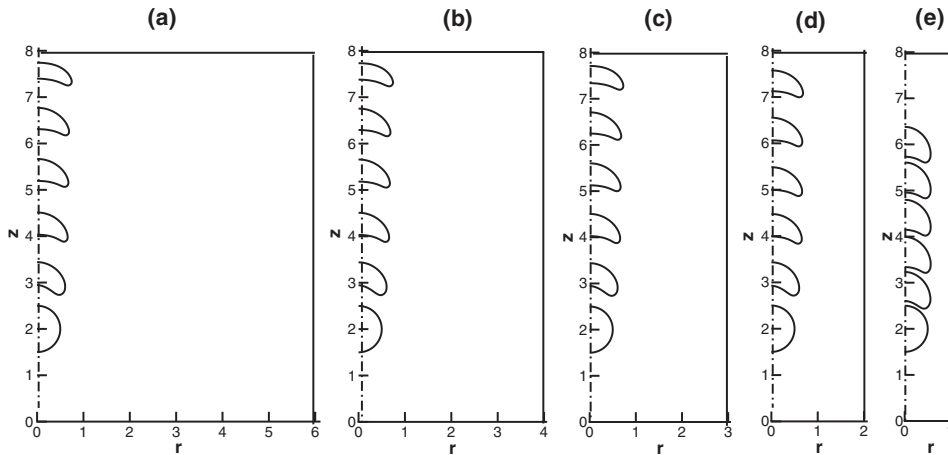 (a) (b) (c) (d) (e)
8 8 8 8 8
7 7 7 7 7
6 6 6 6 6
5 5 5 5 5
4 4 4 4 4
z z z z z
3 3 3 3 3
2 2 2 2 2
1 1 1 1 1
0 0 0 0 0
0 1 2 3 4 5 6 0 1 2 3 4 0 1 2 3 0 1 2 0
r r r r r